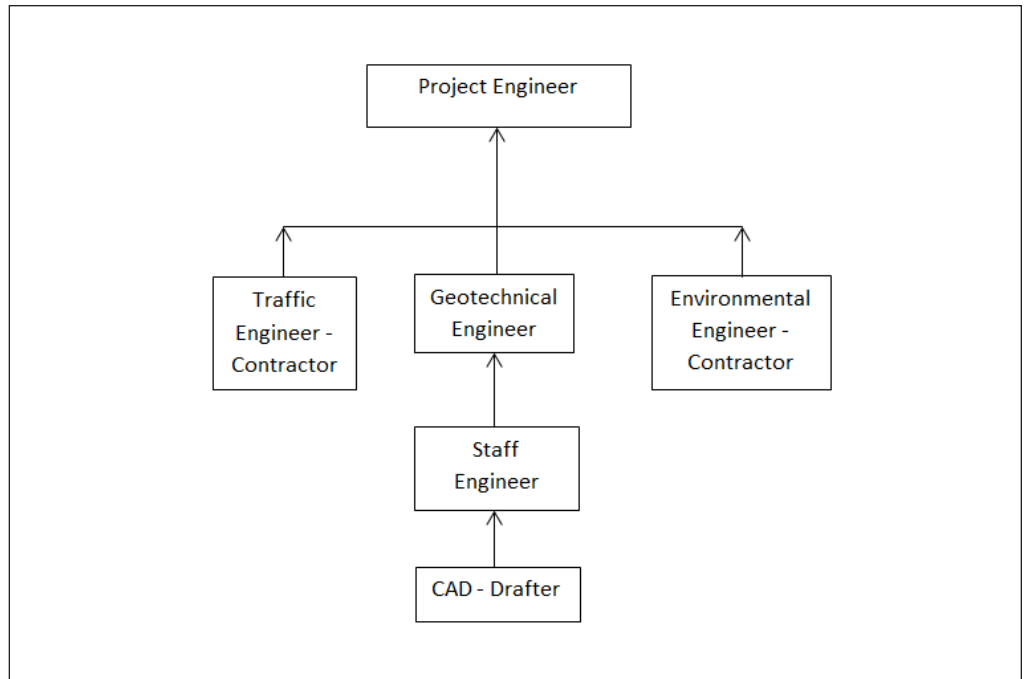 Project Engineer
Traffic
Engineer -
Contractor
Geotechnical
Engineer
Environmental
Engineer -
Contractor
Staff
Engineer
CAD - Drafter